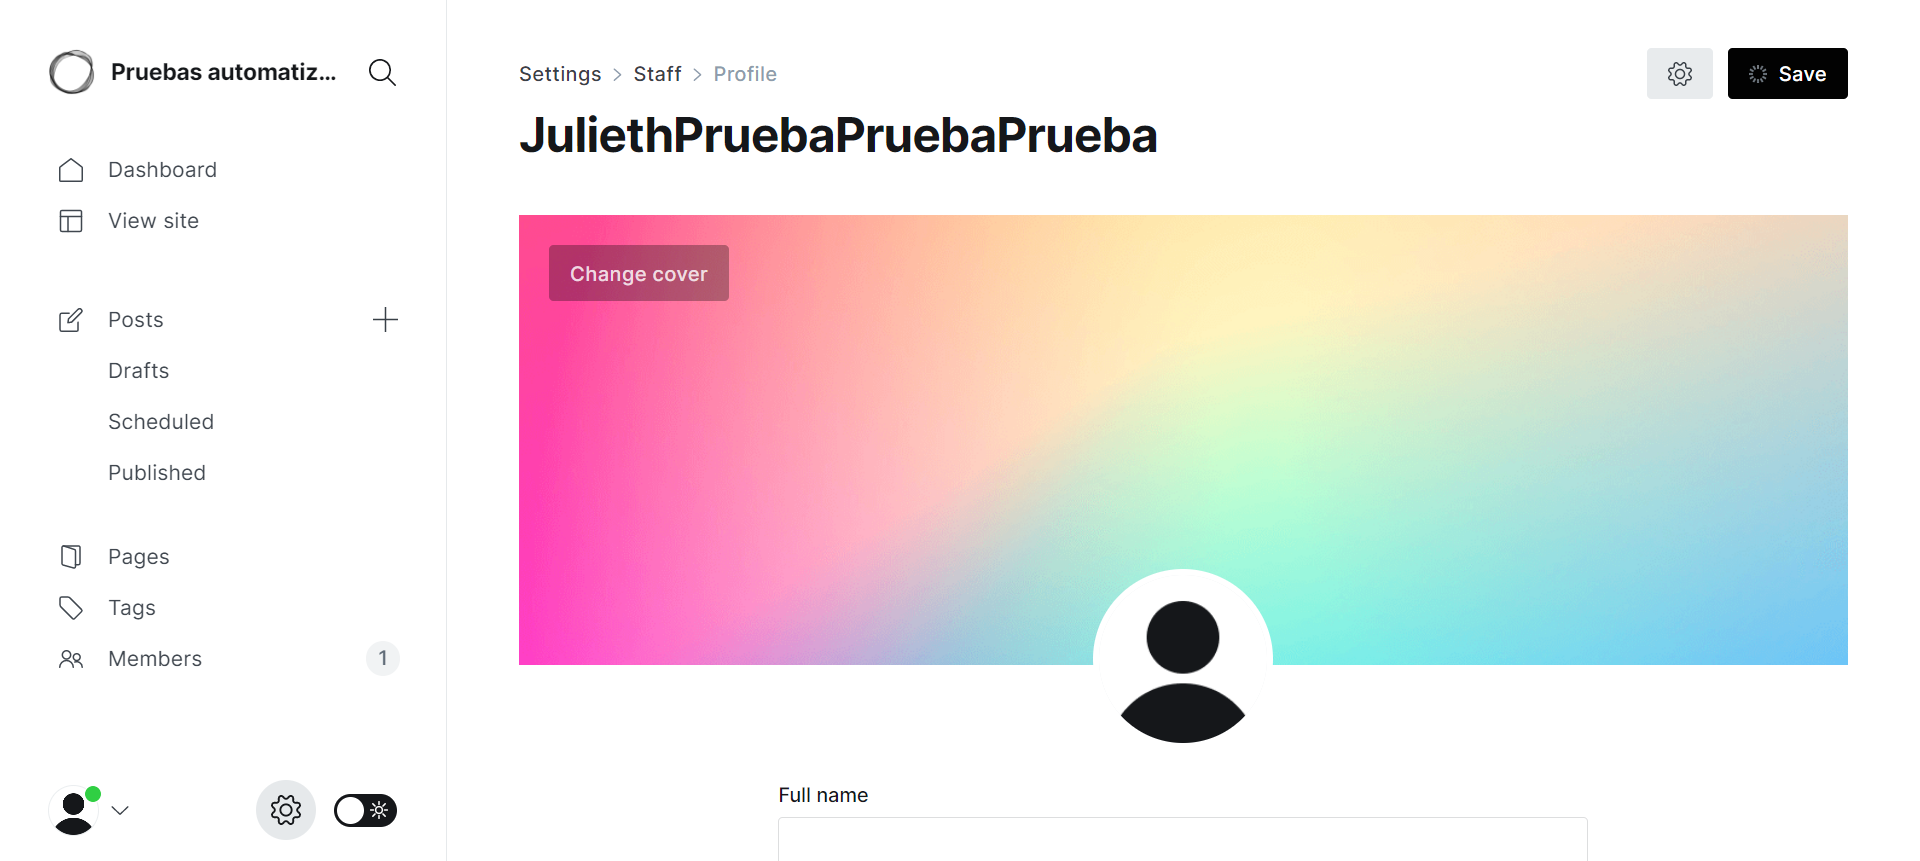 Pruebas automatiz...
Dashboard
View site
Posts
Drafts
Scheduled
Published
Pages
Tags
Members 1
Settings > Staff > Profile
Save
JuliethPruebaPruebaPrueba
Change cover
Full name